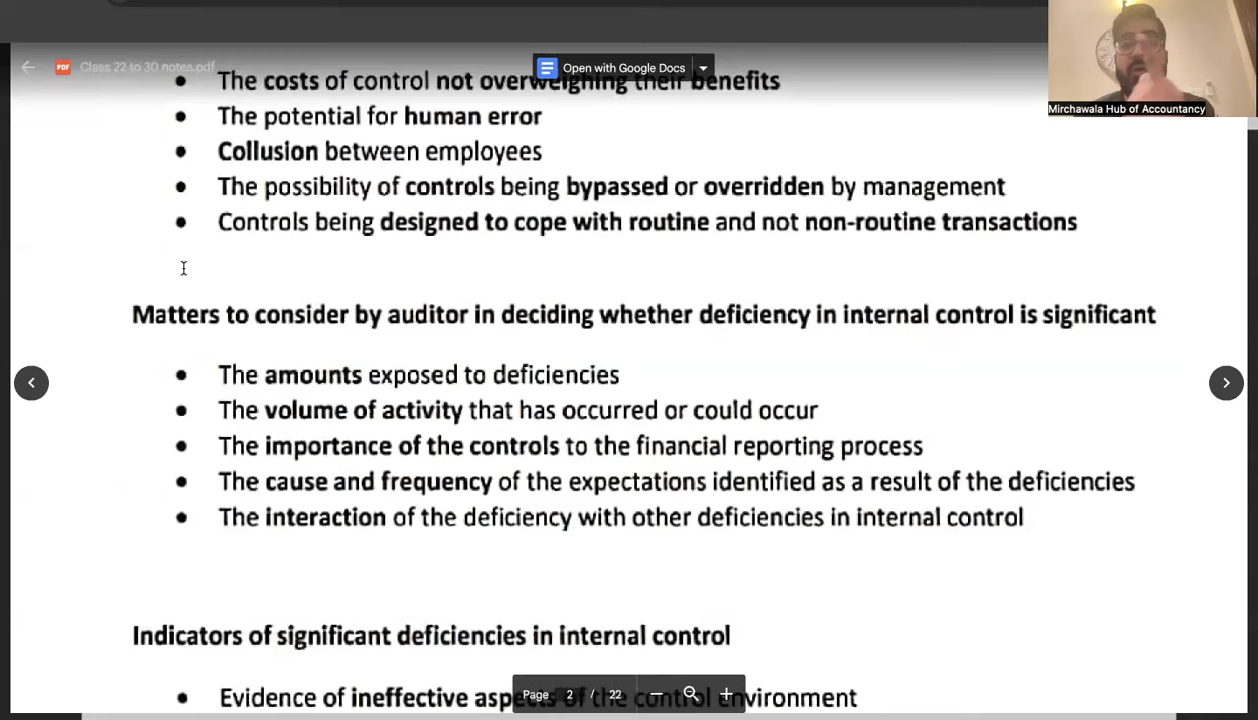 Class 22 to 30 notes.pdf
Open with Google Docs
Mirchawala Hub of Accountancy
• The costs of control not overweighing their benefits
• The potential for human error
• Collusion between employees
• The possibility of controls being bypassed or overridden by management
• Controls being designed to cope with routine and not non-routine transactions
Matters to consider by auditor in deciding whether deficiency in internal control is significant
• The amounts exposed to deficiencies
• The volume of activity that has occurred or could occur
• The importance of the controls to the financial reporting process
• The cause and frequency of the expectations identified as a result of the deficiencies
• The interaction of the deficiency with other deficiencies in internal control
Indicators of significant deficiencies in internal control
• Evidence of ineffective aspects of the control environment
Page 2 / 22